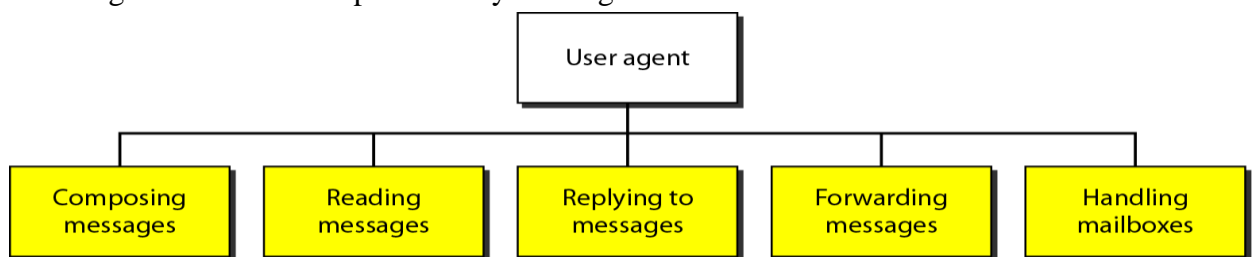 User agent
Composing
messages
Reading
messages
Replying to
messages
Forwarding
messages
Handling
mailboxes